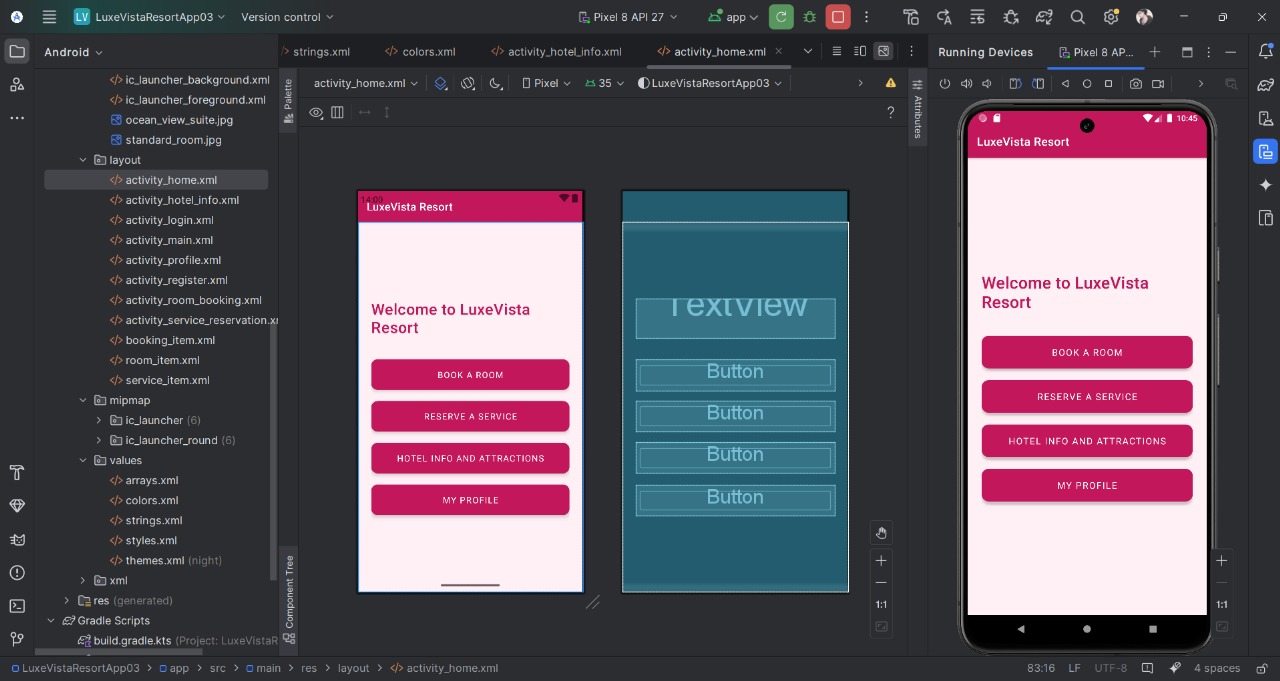 LV LuxeVistaResortApp03 Version control Pixel 8 API 27 app
Android
strings.xml colors.xml activity_hotel_info.xml activity_home.xml
Running Devices Pixel 8 AP...
ic_launcher_background.xml
ic_launcher_foreground.xml
ocean_view_suite.jpg
standard_room.jpg
layout
activity_home.xml
activity_hotel_info.xml
activity_login.xml
activity_main.xml
activity_profile.xml
activity_register.xml
activity_room_booking.xml
activity_service_reservation.x
booking_item.xml
room_item.xml
service_item.xml
mipmap
ic_launcher (6)
ic_launcher_round (6)
values
arrays.xml
colors.xml
strings.xml
styles.xml
themes.xml (night)
xml
res (generated)
Gradle Scripts
build.gradle.kts (Project: LuxeVistaR
Palette
Component Tree
activity_home.xml Pixel 35 LuxeVistaResortApp03
?
Attributes
14:00
LuxeVista Resort
Welcome to LuxeVista
Resort
BOOK A ROOM
RESERVE A SERVICE
HOTEL INFO AND ATTRACTIONS
MY PROFILE
TextView
Button
Button
Button
Button
1:1
10:45
LuxeVista Resort
Welcome to LuxeVista
Resort
BOOK A ROOM
RESERVE A SERVICE
HOTEL INFO AND ATTRACTIONS
MY PROFILE
1:1
LuxeVistaResortApp03 > app > src > main > res > layout > activity_home.xml
83:16 LF UTF-8 4 spaces